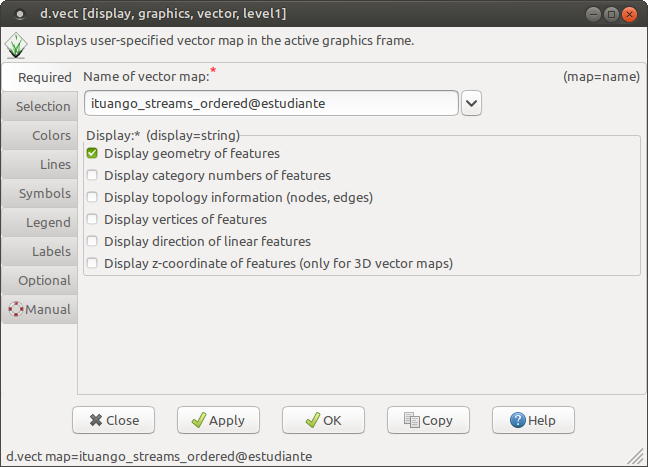 d.vect [display, graphics, vector, level1]
Displays user-specified vector map in the active graphics frame.
Required
Selection
Colors
Lines
Symbols
Legend
Labels
Optional
Manual
Name of vector map:* (map=name)
ituango_streams_ordered@estudiante
Display:* (display=string)
Display geometry of features
Display category numbers of features
Display topology information (nodes, edges)
Display vertices of features
Display direction of linear features
Display z-coordinate of features (only for 3D vector maps)
Close Apply OK Copy Help
d.vect map=ituango_streams_ordered@estudiante